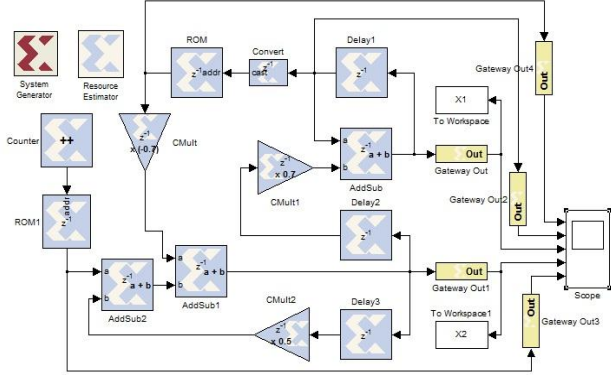 ROM
Convert
Delay1
Out
Gateway Out4
System
Generator
Resource
Estimator
z⁻¹ addr
cast
z⁻¹
z⁻¹
X1
To Workspace
Counter
++
z⁻¹
x (-0.7)
CMult
z⁻¹
x 0.7
CMult1
a
b
z⁻¹
a + b
AddSub
Out
Gateway Out
Out
Gateway Out2
ROM1
addr
z⁻¹
Delay2
z⁻¹
Scope
a
b
z⁻¹
a + b
AddSub2
a
b
z⁻¹
a + b
AddSub1
Out
Gateway Out1
CMult2
z⁻¹
x 0.5
Delay3
z⁻¹
To Workspace1
X2
Out
Gateway Out3